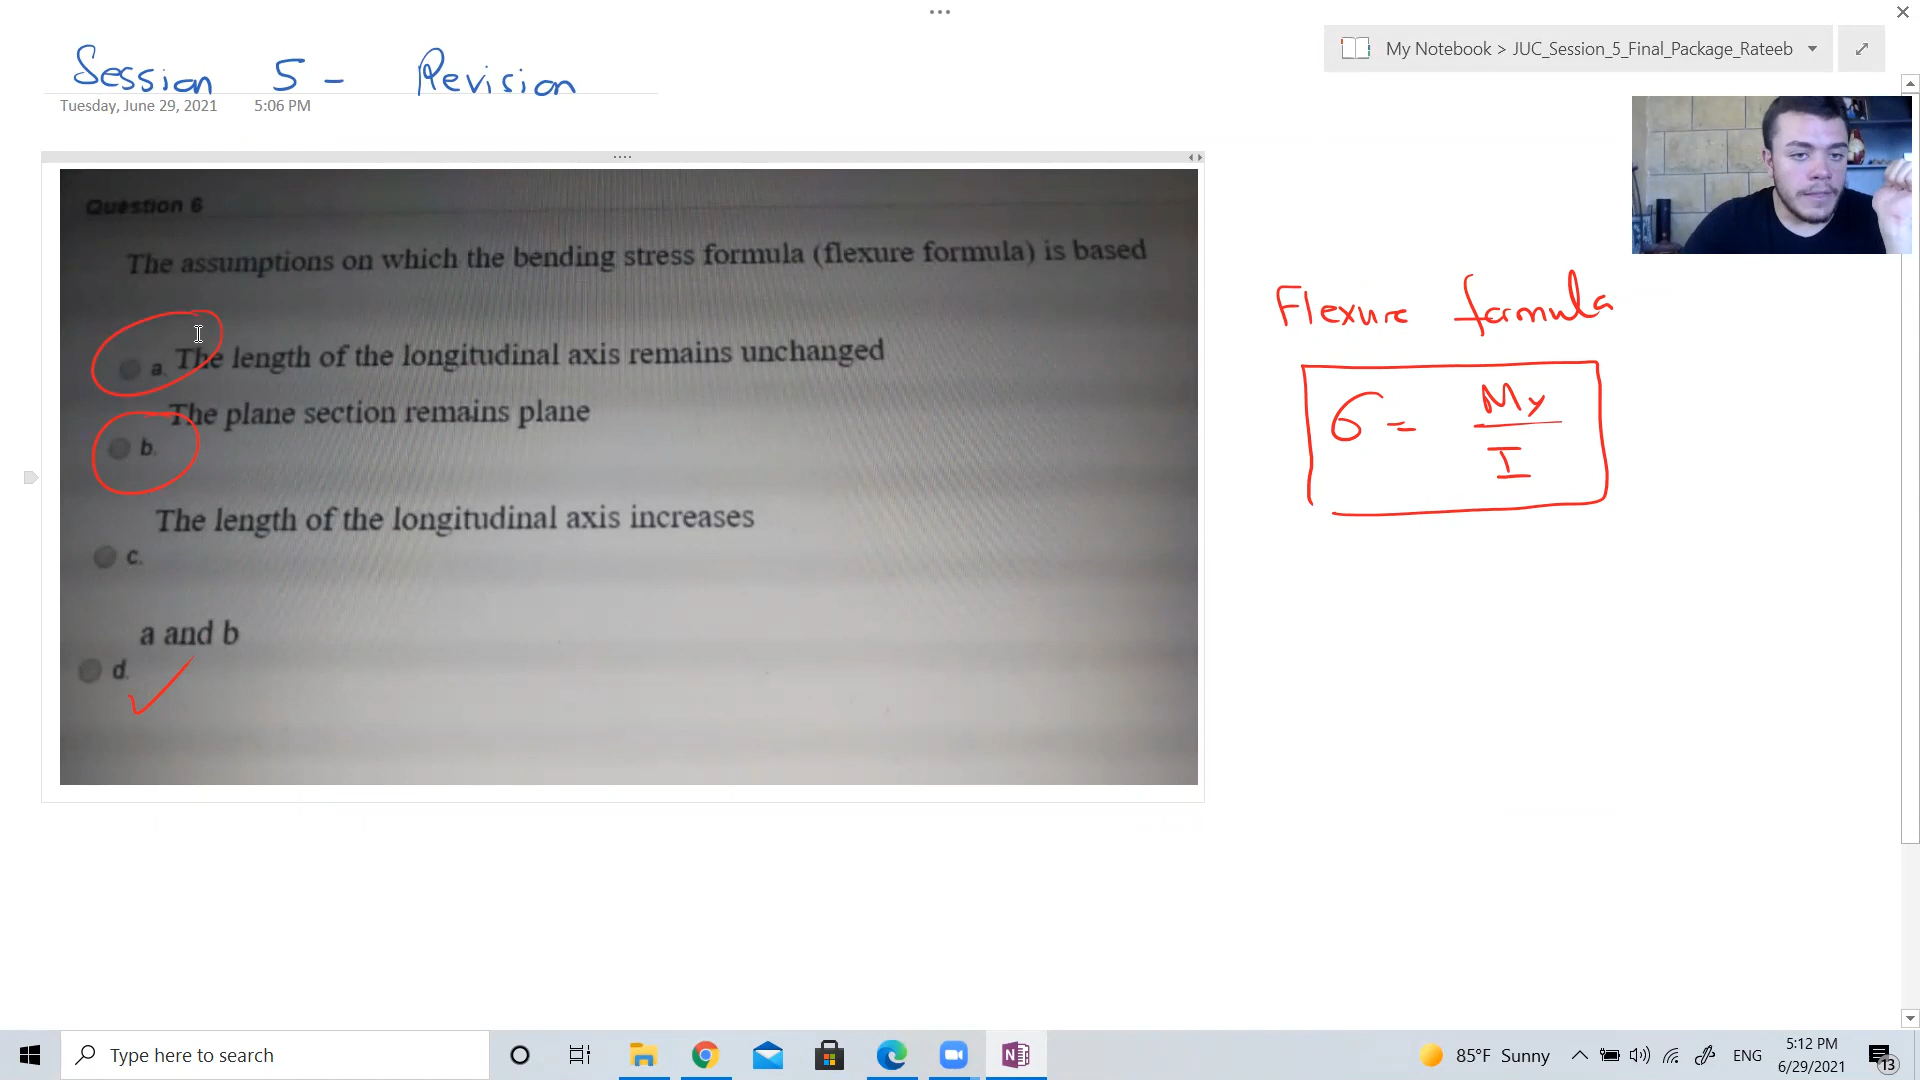 Session 5 - Revision
Tuesday, June 29, 2021 5:06 PM
My Notebook > JUC_Session_5_Final_Package_Rateeb
Question 6
The assumptions on which the bending stress formula (flexure formula) is based
a. The length of the longitudinal axis remains unchanged
The plane section remains plane
b.
The length of the longitudinal axis increases
c.
a and b
d.
Flexure formula
σ = My
I
Type here to search
85°F Sunny
ENG
5:12 PM
6/29/2021
13